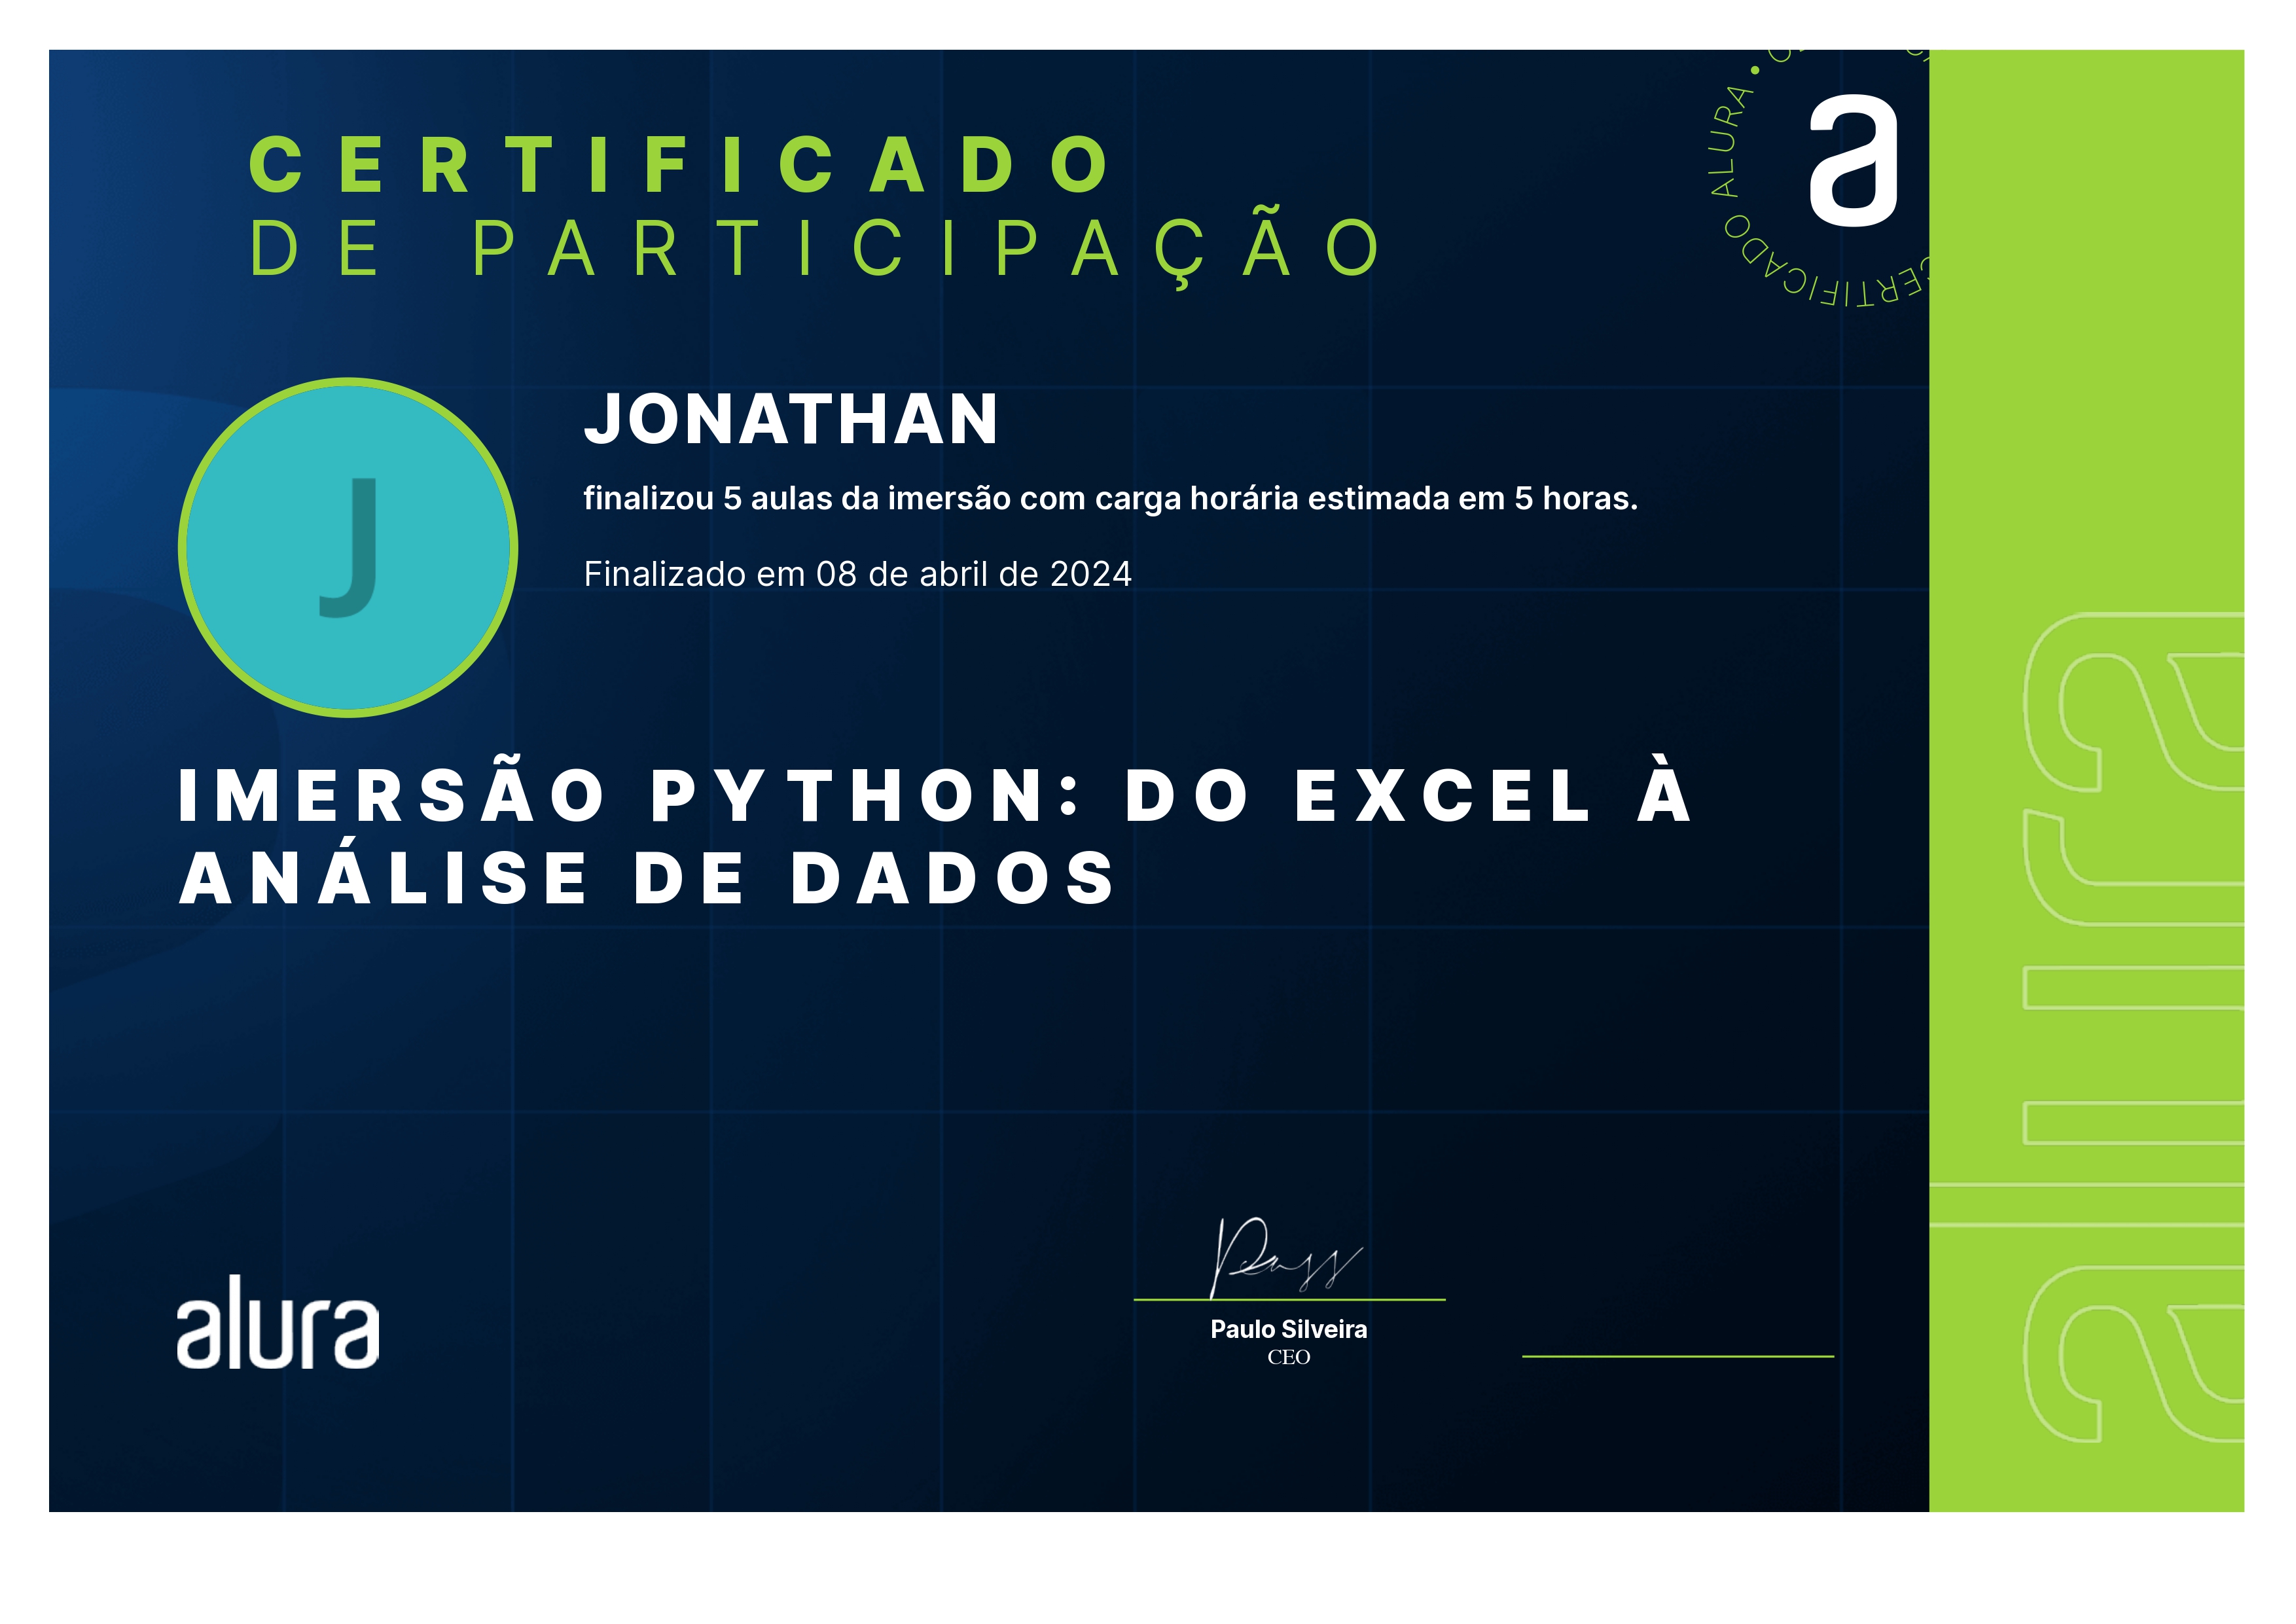 CERTIFICADO
DE PARTICIPAÇÃO
CERTIFICADO ALURA •
a
J
JONATHAN
finalizou 5 aulas da imersão com carga horária estimada em 5 horas.
Finalizado em 08 de abril de 2024
IMERSÃO PYTHON: DO EXCEL À
ANÁLISE DE DADOS
alura
Paulo Silveira
CEO
alura